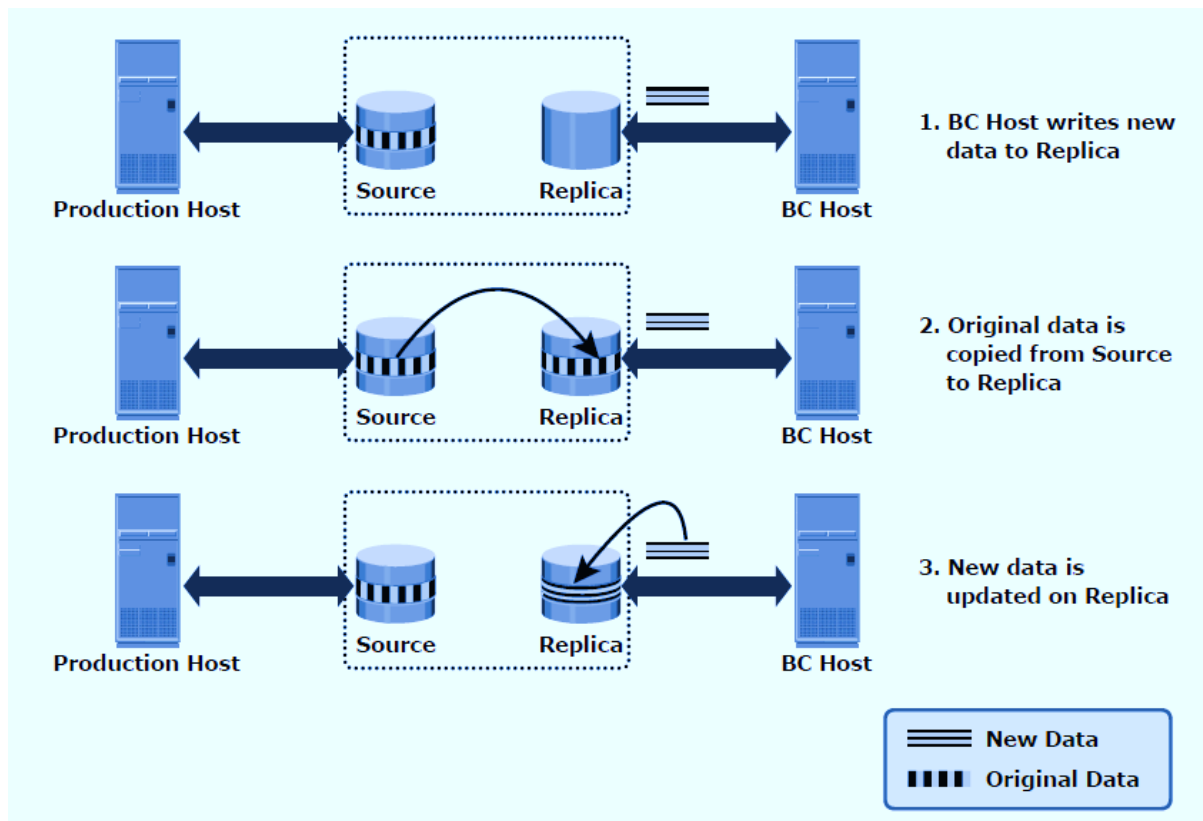 Source Replica
Production Host BC Host
1. BC Host writes new
data to Replica
Source Replica
Production Host BC Host
2. Original data is
copied from Source
to Replica
Source Replica
Production Host BC Host
3. New data is
updated on Replica
New Data
Original Data